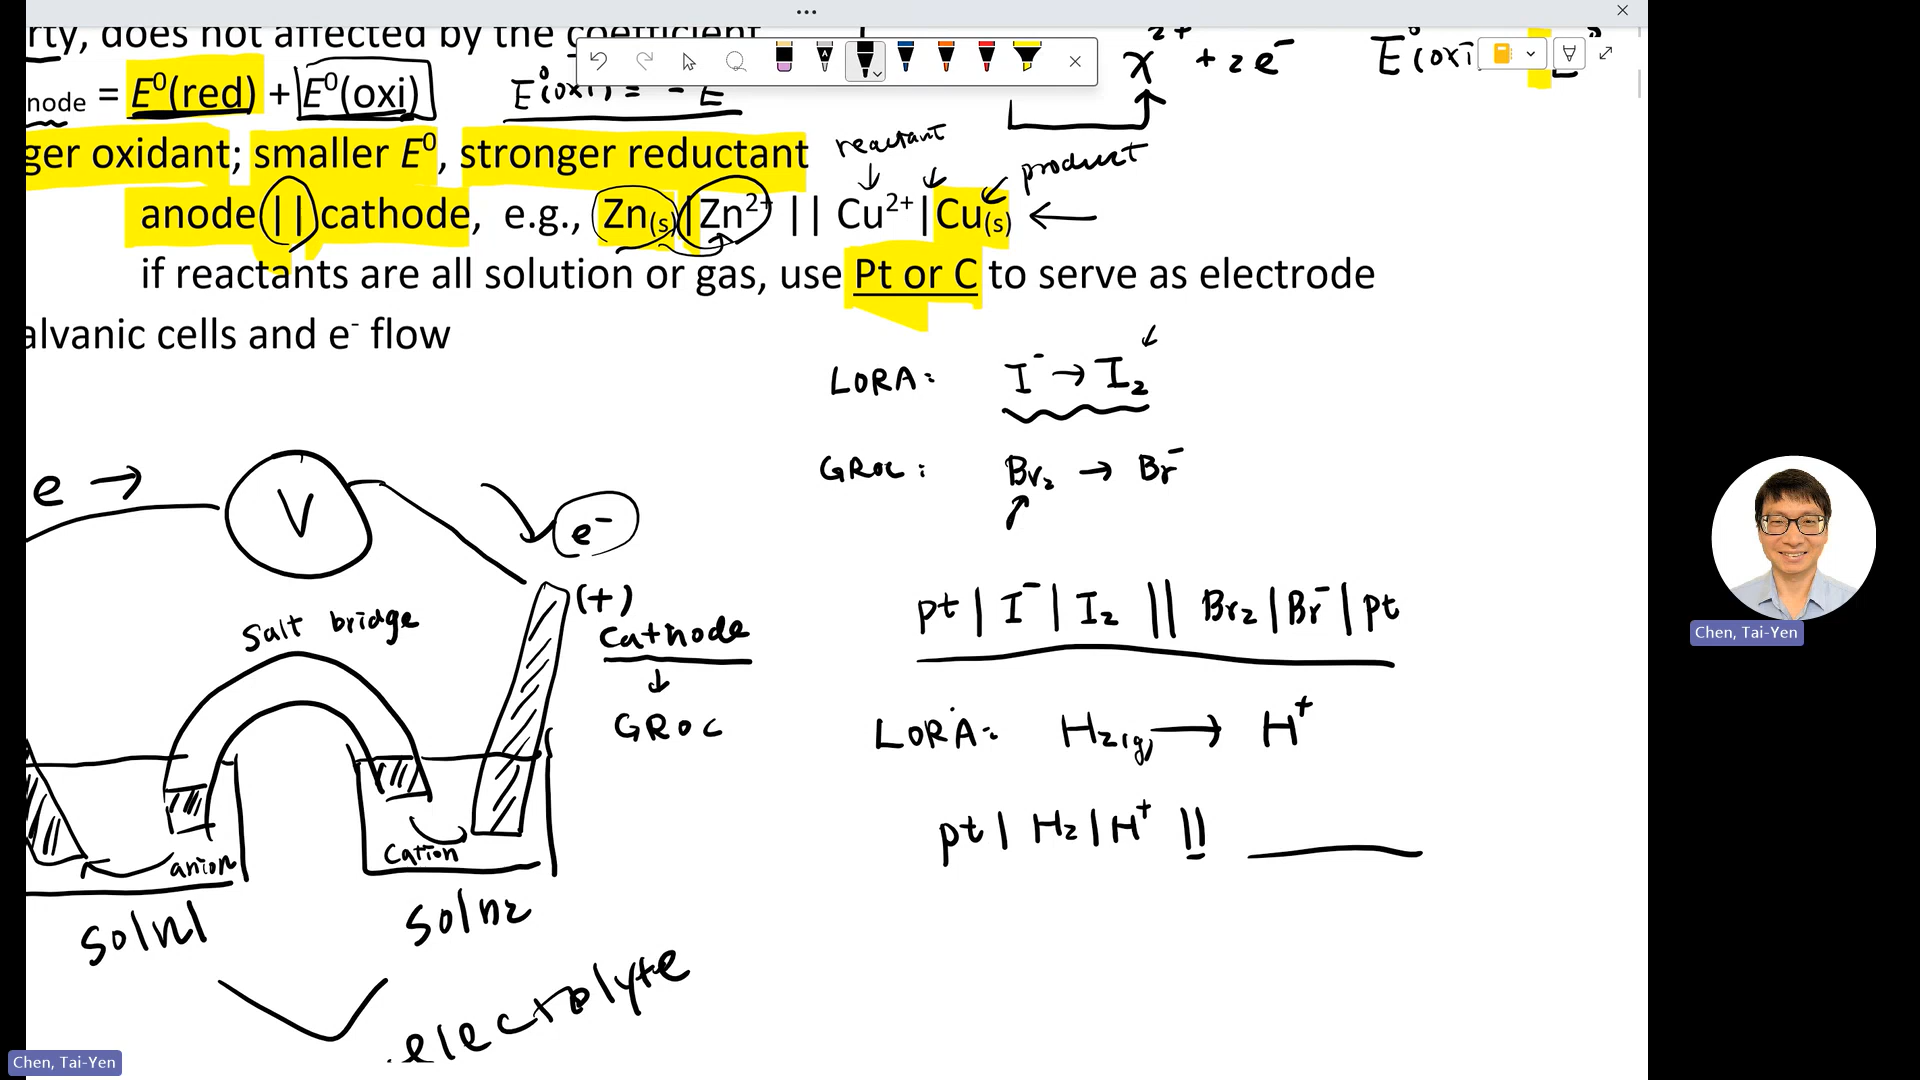 rty, does not affected by the coefficient
node = E⁰(red) + E⁰(oxi) E⁰(oxi) = - E
x²⁺ + 2e⁻ E⁰(oxi)
ger oxidant; smaller E⁰, stronger reductant
reactant
product
anode || cathode, e.g., Zn(s)|Zn²⁺ || Cu²⁺|Cu(s) ←
if reactants are all solution or gas, use Pt or C to serve as electrode
alvanic cells and e⁻ flow
LORA: I⁻ → I₂
GROC: Br₂ → Br⁻
e → V e⁻
(+)
cathode
↓
GROC
salt bridge
pt | I⁻ | I₂ || Br₂ | Br⁻ | pt
LORA: H₂(g) → H⁺
pt | H₂ | H⁺ ||
anion
cation
soln1
soln2
electrolyte
Chen, Tai-Yen
Chen, Tai-Yen